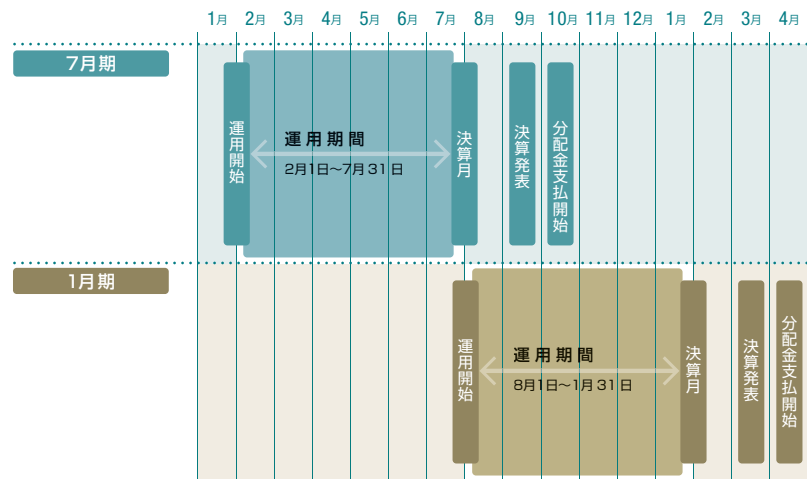 1月 2月 3月 4月 5月 6月 7月 8月 9月 10月 11月 12月 1月 2月 3月 4月
7月期
運用開始
運用期間
2月1日～7月31日
決算月
決算発表
分配金支払開始
1月期
運用開始
運用期間
8月1日～1月31日
決算月
決算発表
分配金支払開始